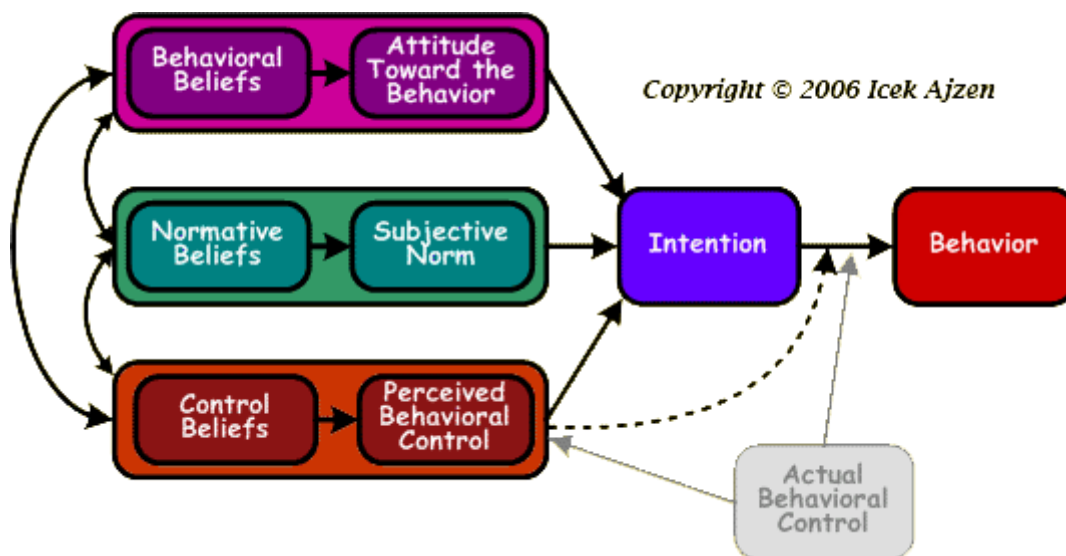 Behavioral
Beliefs
Attitude
Toward the
Behavior
Copyright © 2006 Icek Ajzen
Normative
Beliefs
Subjective
Norm
Intention
Behavior
Control
Beliefs
Perceived
Behavioral
Control
Actual
Behavioral
Control